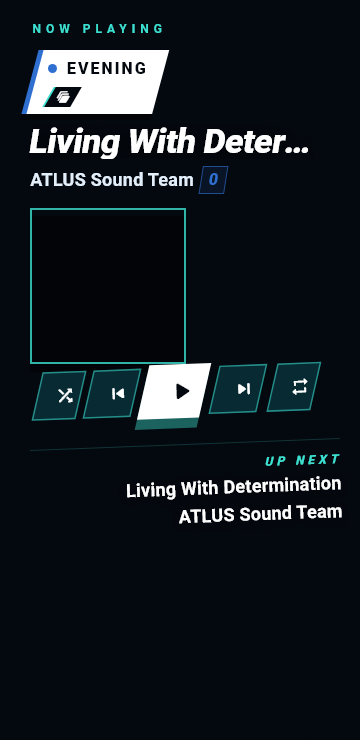 NOW PLAYING
EVENING
Living With Deter...
ATLUS Sound Team 0
UP NEXT
Living With Determination
ATLUS Sound Team